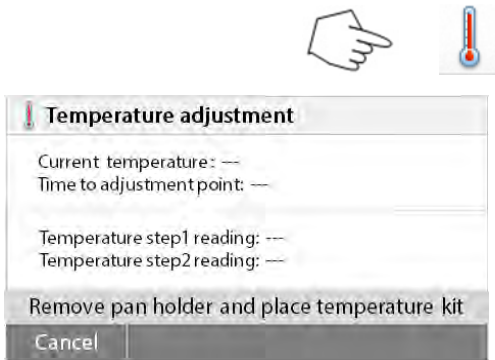 Temperature adjustment
Current temperature: ---
Time to adjustment point: ---
Temperature step1 reading: ---
Temperature step2 reading: ---
Remove pan holder and place temperature kit
Cancel